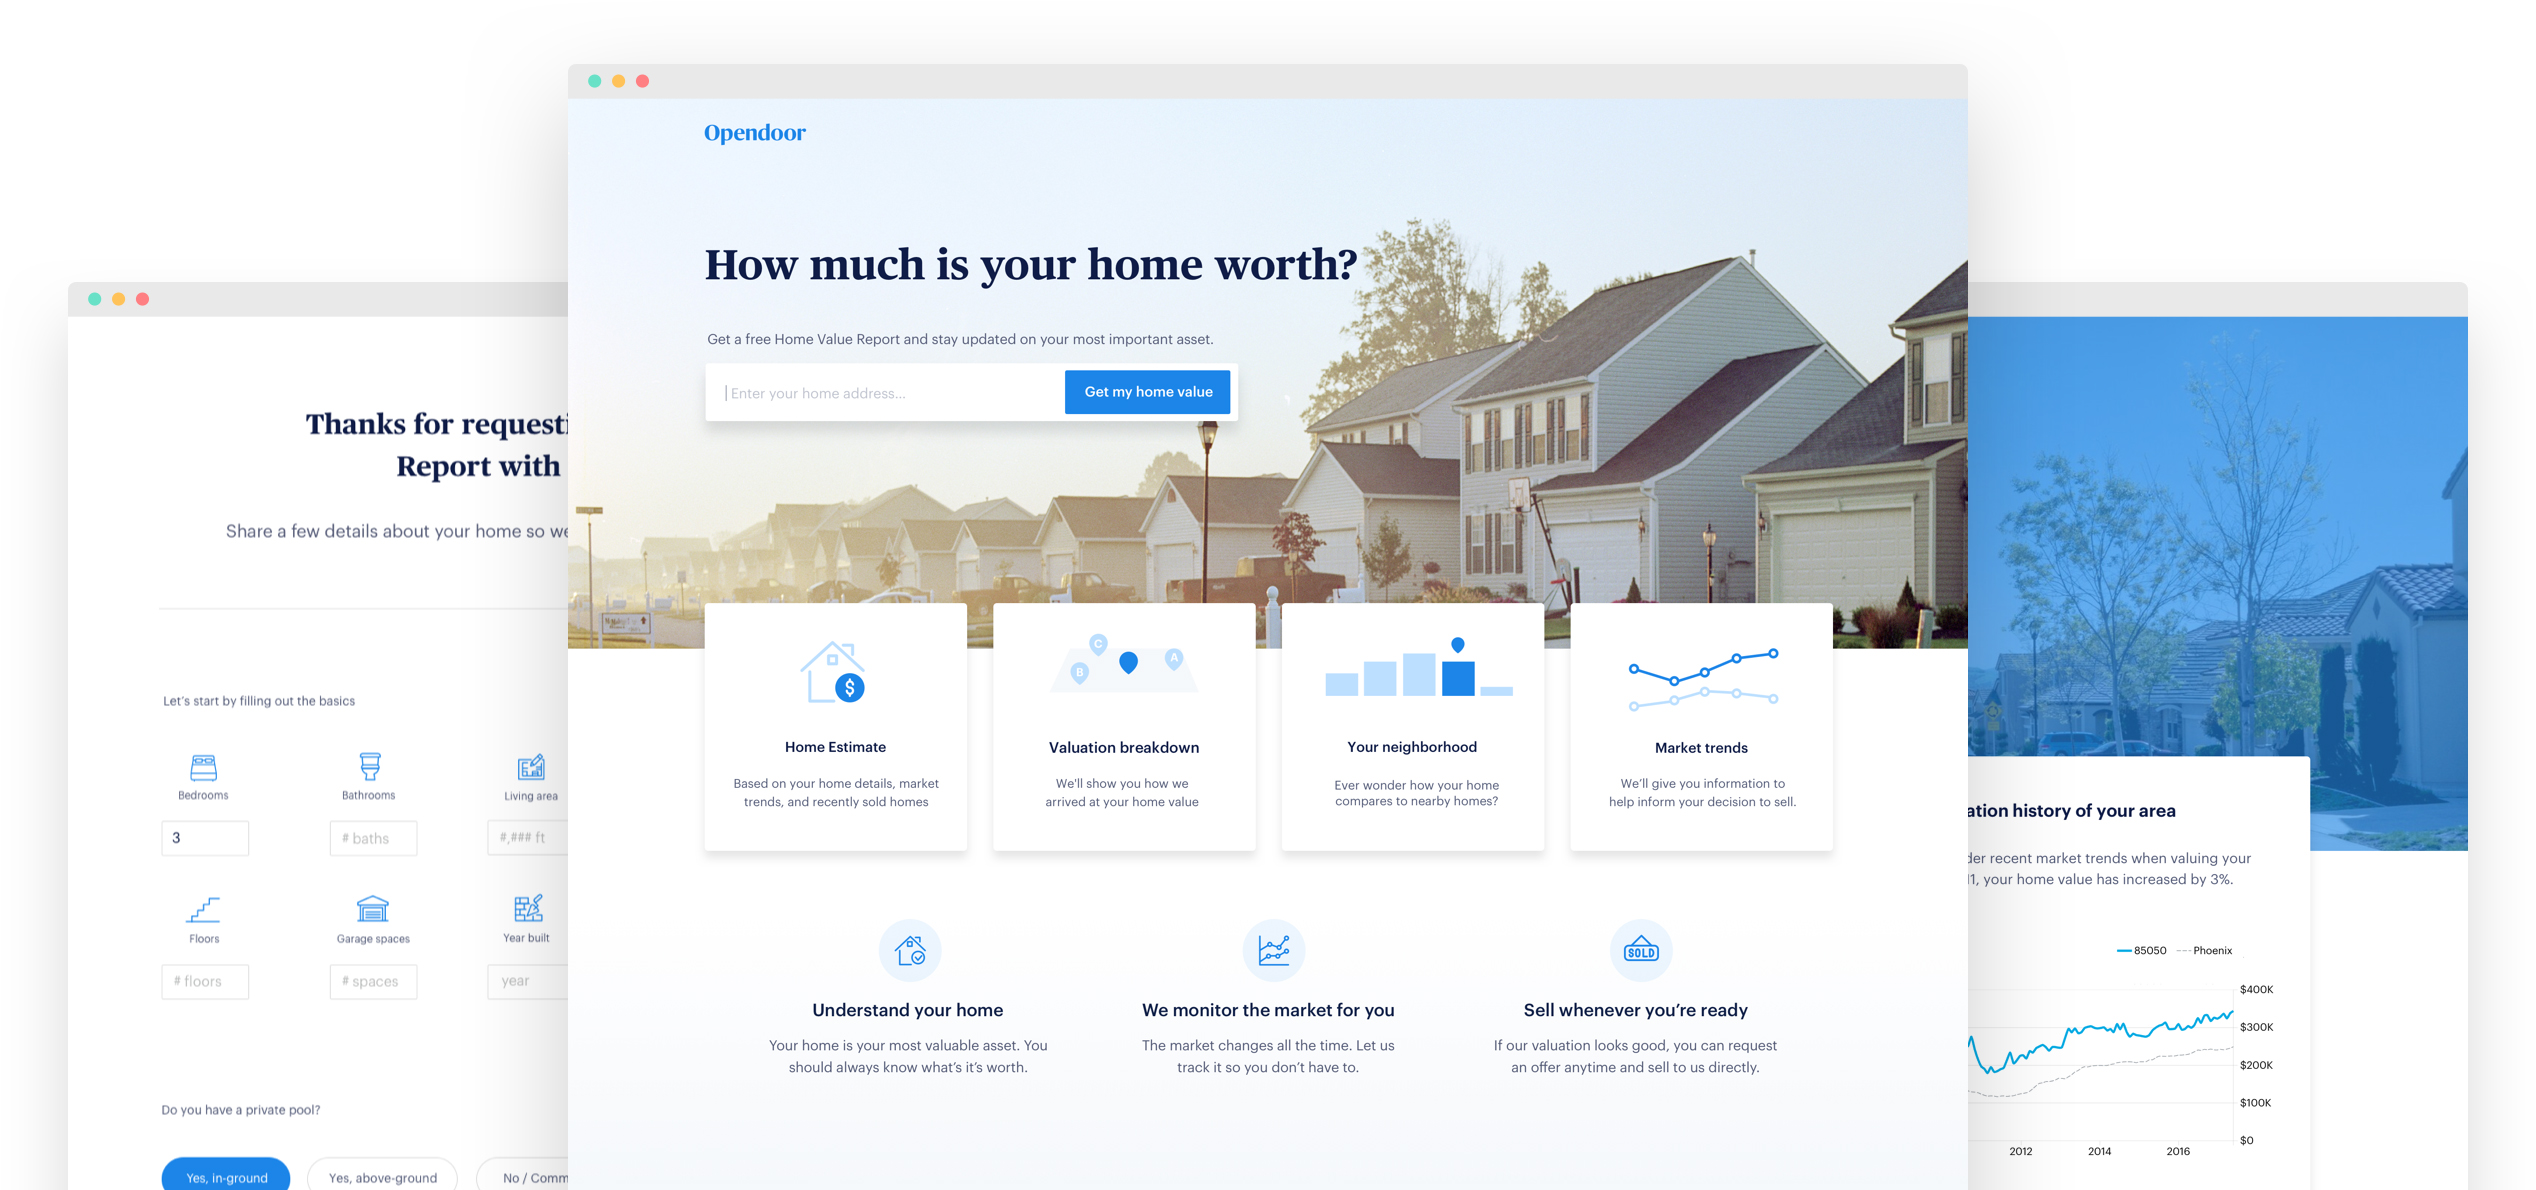 Opendoor
How much is your home worth?
Get a free Home Value Report and stay updated on your most important asset.
Enter your home address...
Get my home value
Home Estimate
Based on your home details, market
trends, and recently sold homes
C
B
A
Valuation breakdown
We'll show you how we
arrived at your home value
Your neighborhood
Ever wonder how your home
compares to nearby homes?
Market trends
We'll give you information to
help inform your decision to sell.
Understand your home
Your home is your most valuable asset. You
should always know what's it's worth.
We monitor the market for you
The market changes all the time. Let us
track it so you don't have to.
SOLD
Sell whenever you're ready
If our valuation looks good, you can request
an offer anytime and sell to us directly.
Thanks for requesti
Report with
Share a few details about your home so we
Let's start by filling out the basics
Bedrooms
Bathrooms
Living area
3
# baths
#,### ft
Floors
Garage spaces
Year built
# floors
# spaces
year
Do you have a private pool?
Yes, in-ground
Yes, above-ground
No / Comm
ation history of your area
der recent market trends when valuing your
11, your home value has increased by 3%.
85050
Phoenix
$400K
$300K
$200K
$100K
$0
2012
2014
2016